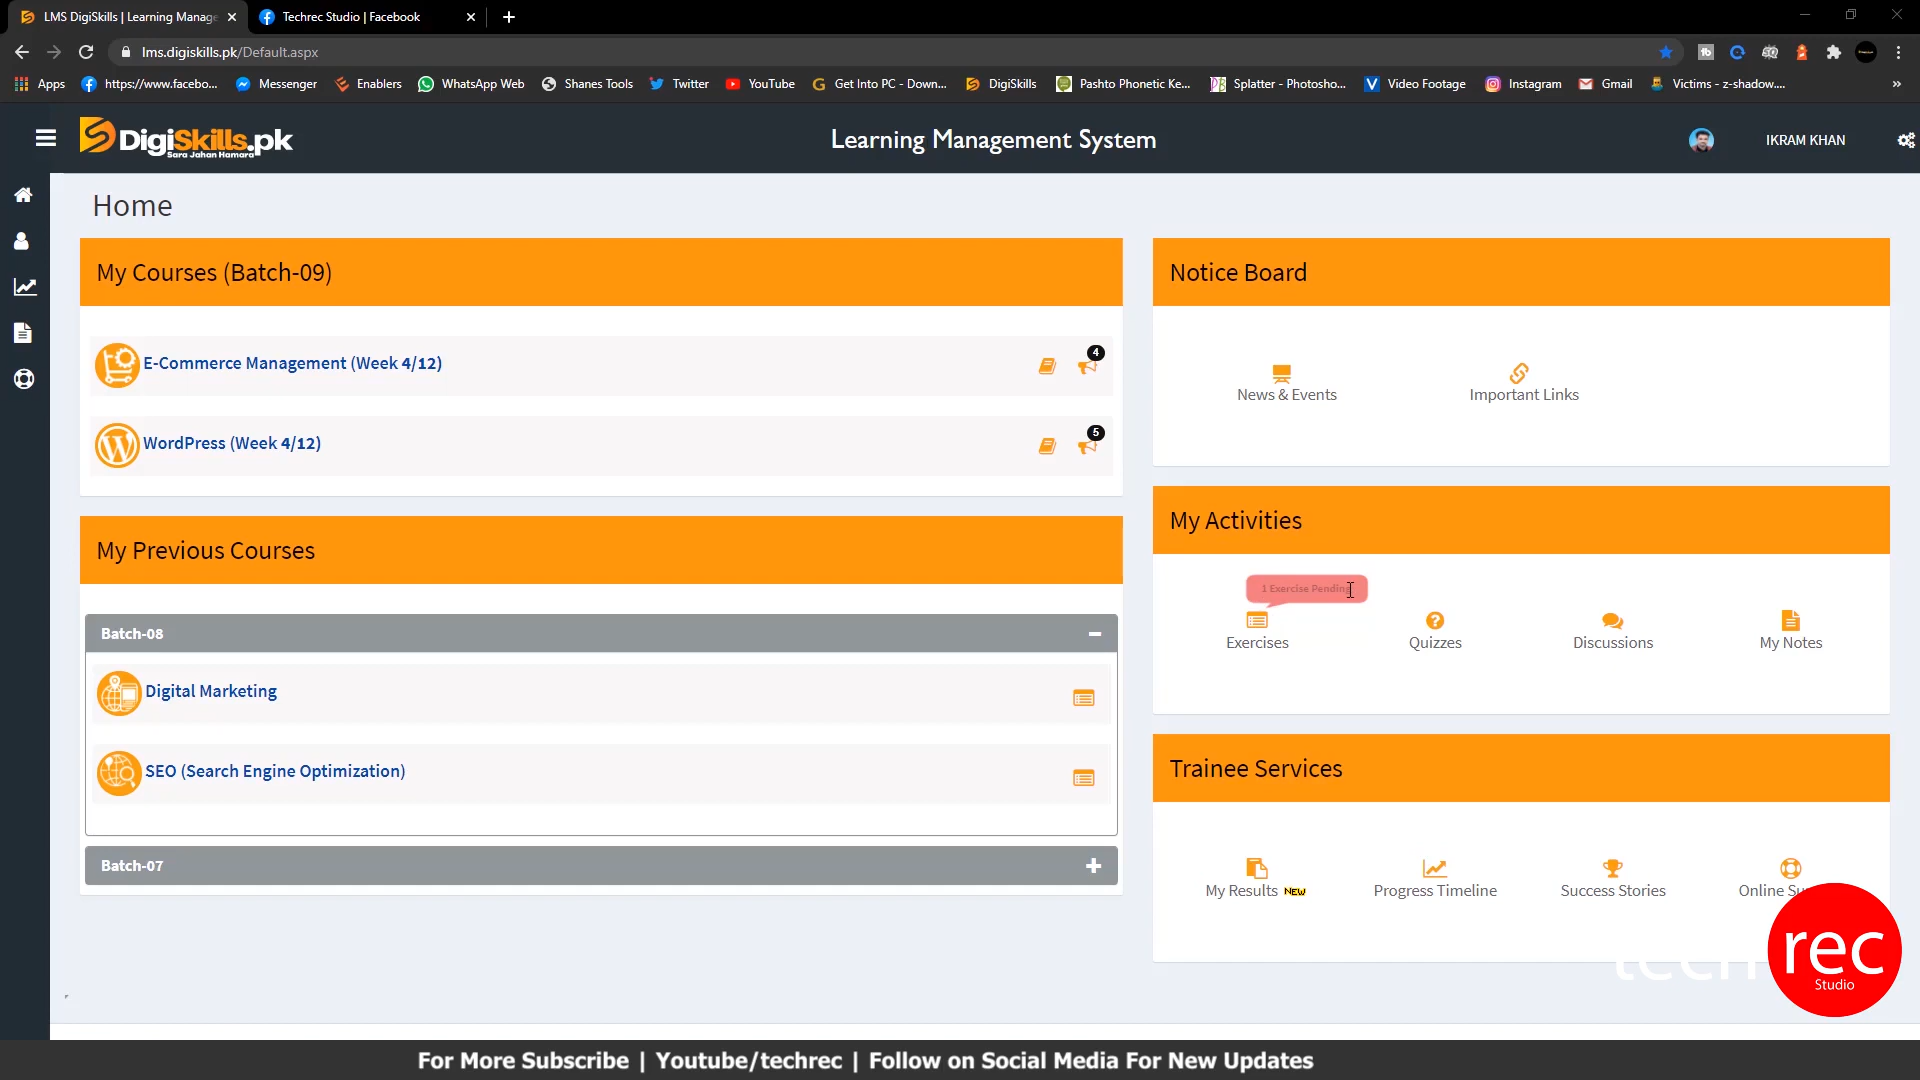 LMS DigiSkills | Learning Manage
Techrec Studio | Facebook
lms.digiskills.pk/Default.aspx
Apps
https://www.facebo...
Messenger
Enablers
WhatsApp Web
Shanes Tools
Twitter
YouTube
Get Into PC - Down...
DigiSkills
Pashto Phonetic Ke...
Splatter - Photosho...
Video Footage
Instagram
Gmail
Victims - z-shadow....
DigiSkills.pk
Sara Jahan Hamara
Learning Management System
IKRAM KHAN
Home
My Courses (Batch-09)
E-Commerce Management (Week 4/12)
4
WordPress (Week 4/12)
5
My Previous Courses
Batch-08
Digital Marketing
SEO (Search Engine Optimization)
Batch-07
Notice Board
News & Events
Important Links
My Activities
1 Exercise Pending
Exercises
Quizzes
Discussions
My Notes
Trainee Services
My Results NEW
Progress Timeline
Success Stories
Online
tech rec
Studio
For More Subscribe | Youtube/techrec | Follow on Social Media For New Updates